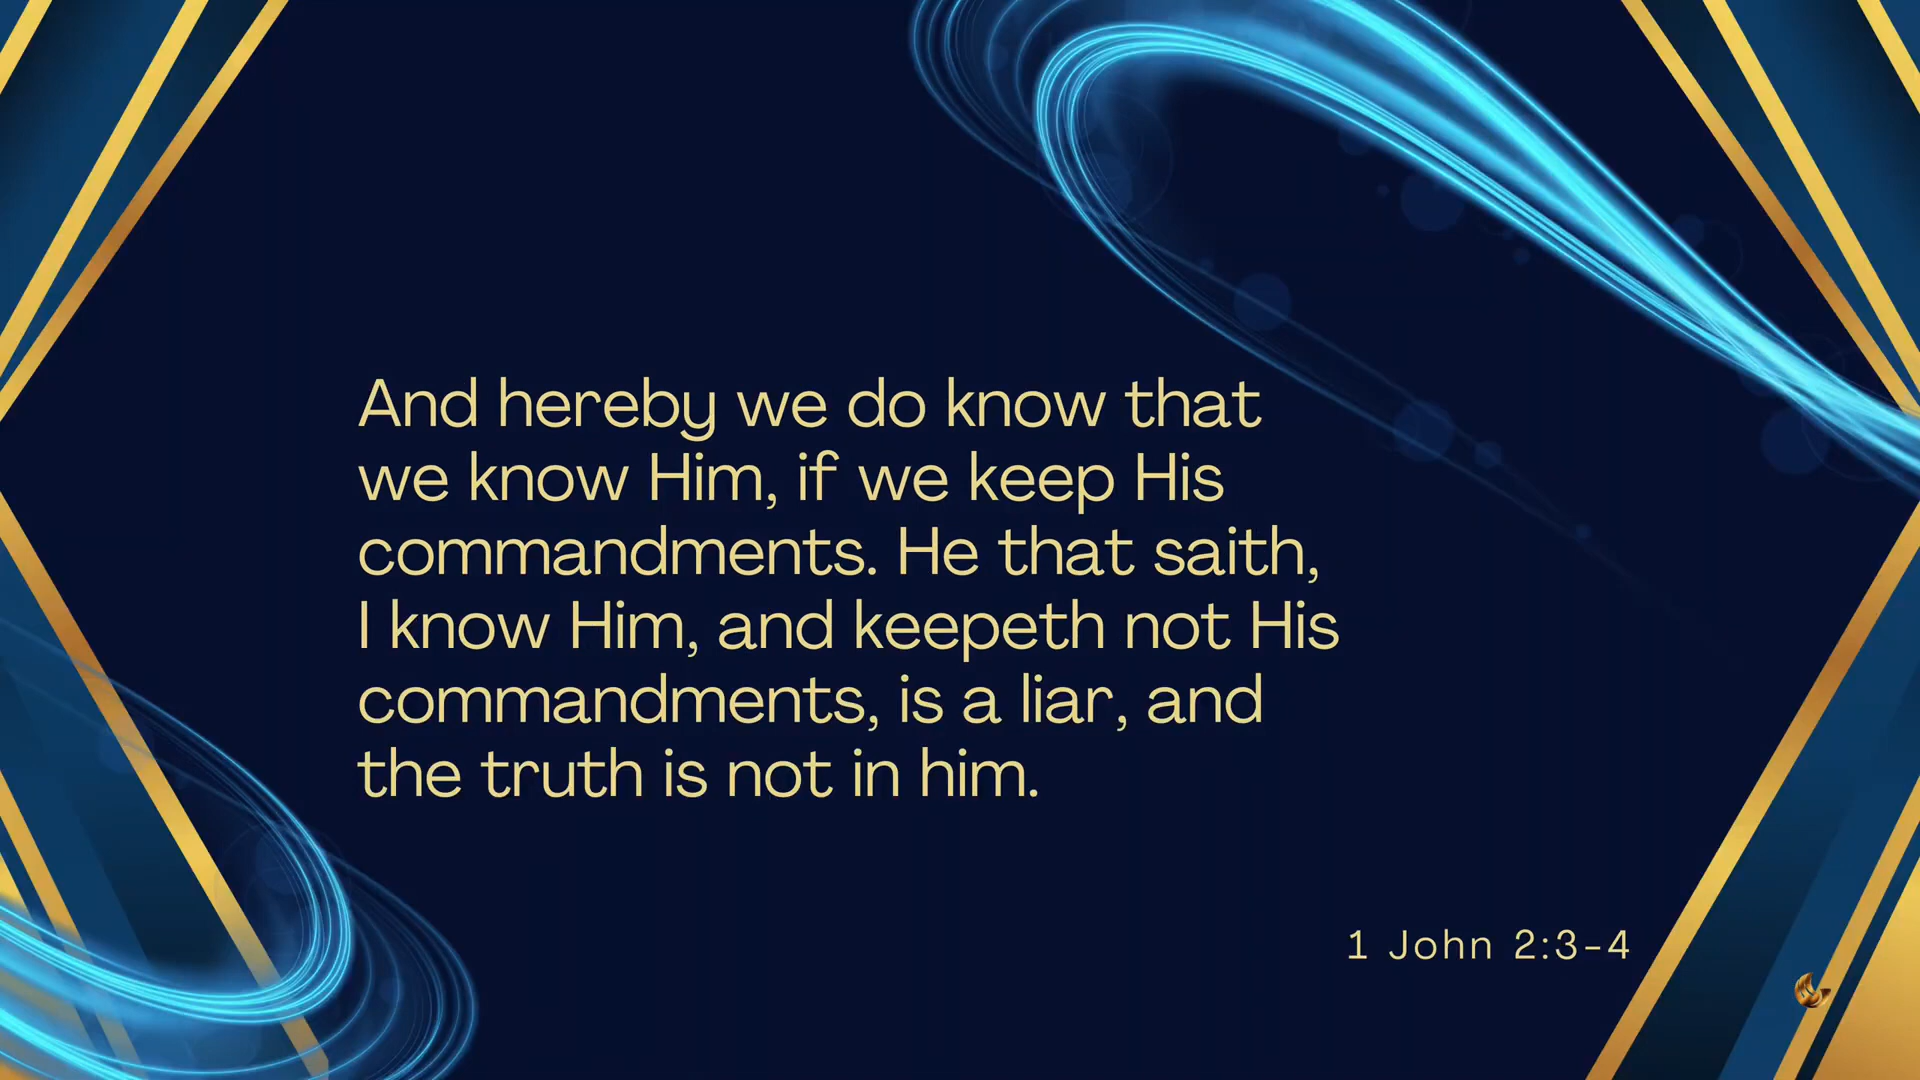 And hereby we do know that
we know Him, if we keep His
commandments. He that saith,
I know Him, and keepeth not His
commandments, is a liar, and
the truth is not in him.
1 John 2:3-4